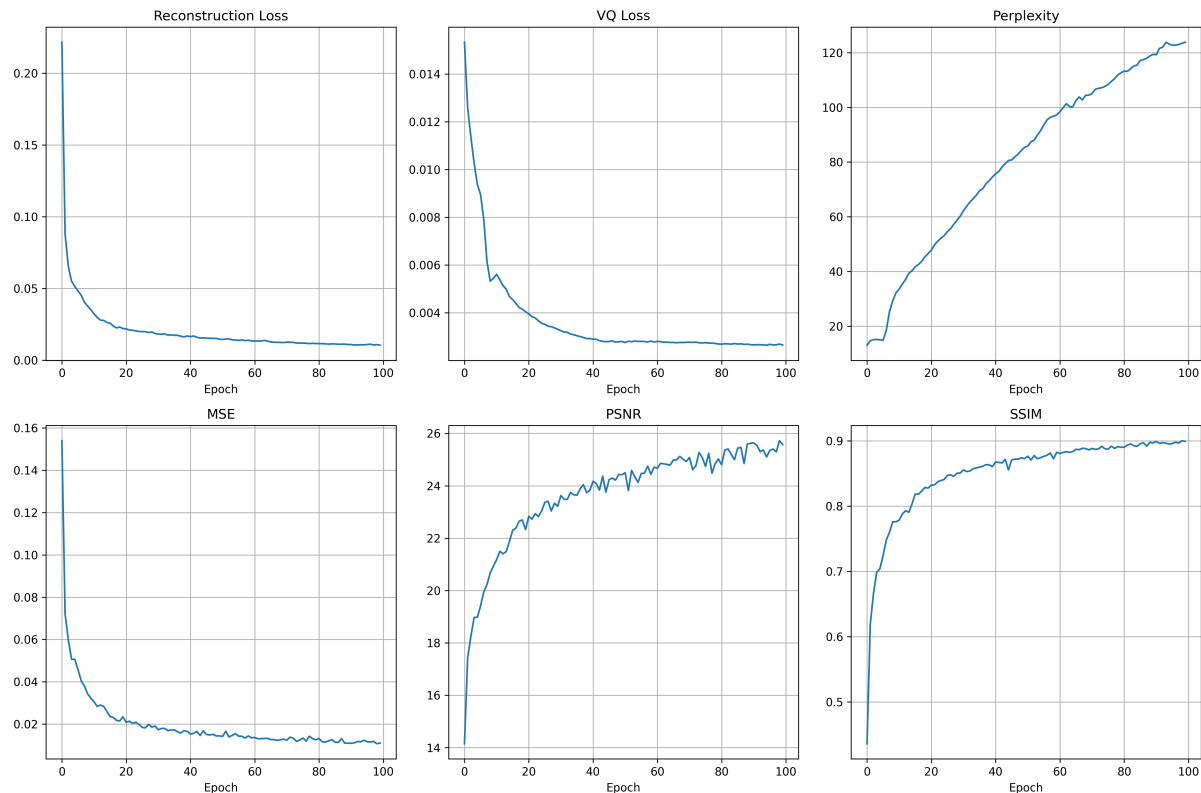 Reconstruction Loss
0.20
0.15
0.10
0.05
0.00
0 20 40 60 80 100
Epoch
VQ Loss
0.014
0.012
0.010
0.008
0.006
0.004
0 20 40 60 80 100
Epoch
Perplexity
120
100
80
60
40
20
0 20 40 60 80 100
Epoch
MSE
0.16
0.14
0.12
0.10
0.08
0.06
0.04
0.02
0 20 40 60 80 100
Epoch
PSNR
26
24
22
20
18
16
14
0 20 40 60 80 100
Epoch
SSIM
0.9
0.8
0.7
0.6
0.5
0 20 40 60 80 100
Epoch